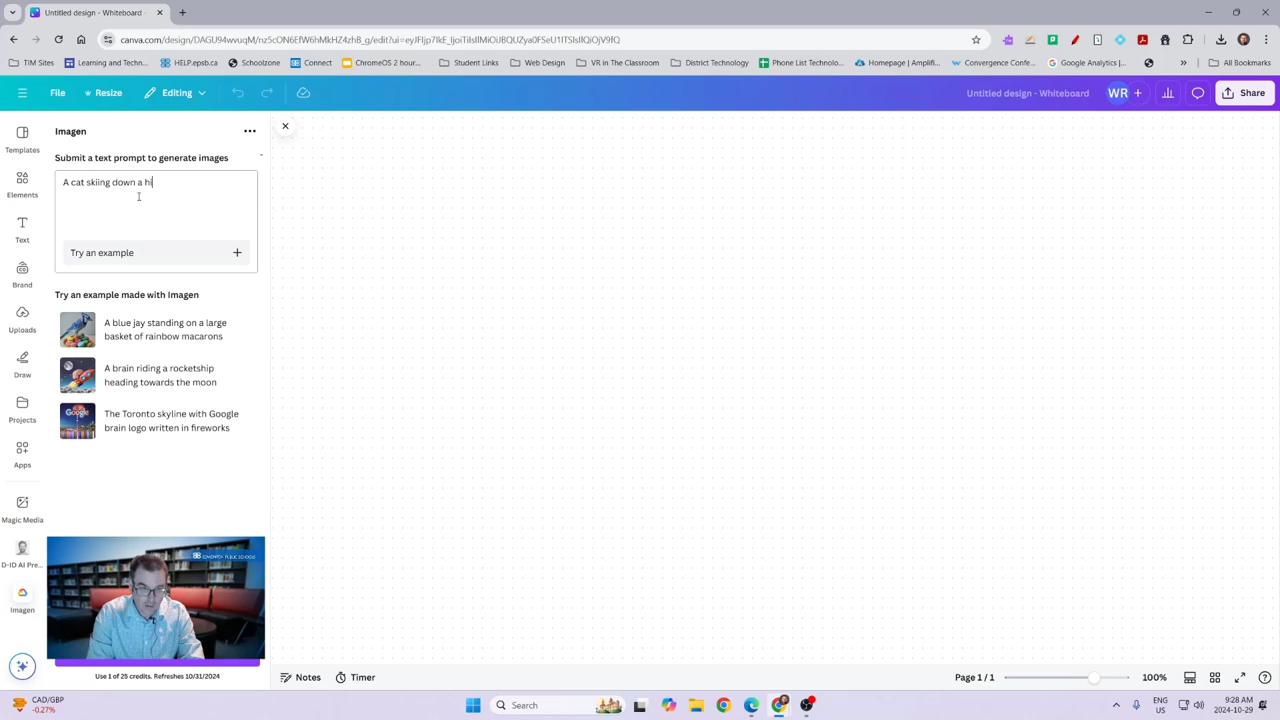 Untitled design - Whiteboard
canva.com/design/DAGU94wvuqM/nz5cON6EfW6hMkHZ4zhB_g/edit?ui=eyJFIjp7IkE_IjoiTiIsIlMiOiJBQUZya0FSeU1ITSIsIlQiOjV9fQ
TIM Sites
Learning and Techn...
HELP.epsb.ca
Schoolzone
Connect
ChromeOS 2 hour...
Student Links
Web Design
VR in The Classroom
District Technology
Phone List Technolo...
Homepage | Amplifi...
Convergence Confe...
Google Analytics |...
All Bookmarks
File
Resize
Editing
Untitled design - Whiteboard
WR
Share
Templates
Elements
Text
Brand
Uploads
Draw
Projects
Apps
Magic Media
D-ID AI Pre...
Imagen
Imagen
Submit a text prompt to generate images
A cat skiing down a hi
Try an example
Try an example made with Imagen
A blue jay standing on a large
basket of rainbow macarons
A brain riding a rocketship
heading towards the moon
Google
The Toronto skyline with Google
brain logo written in fireworks
EDMONTON PUBLIC SCHOOLS
Use 1 of 25 credits. Refreshes 10/31/2024
Notes
Timer
Page 1 / 1
100%
CAD/GBP
-0.27%
Search
ENG
US
9:28 AM
2024-10-29